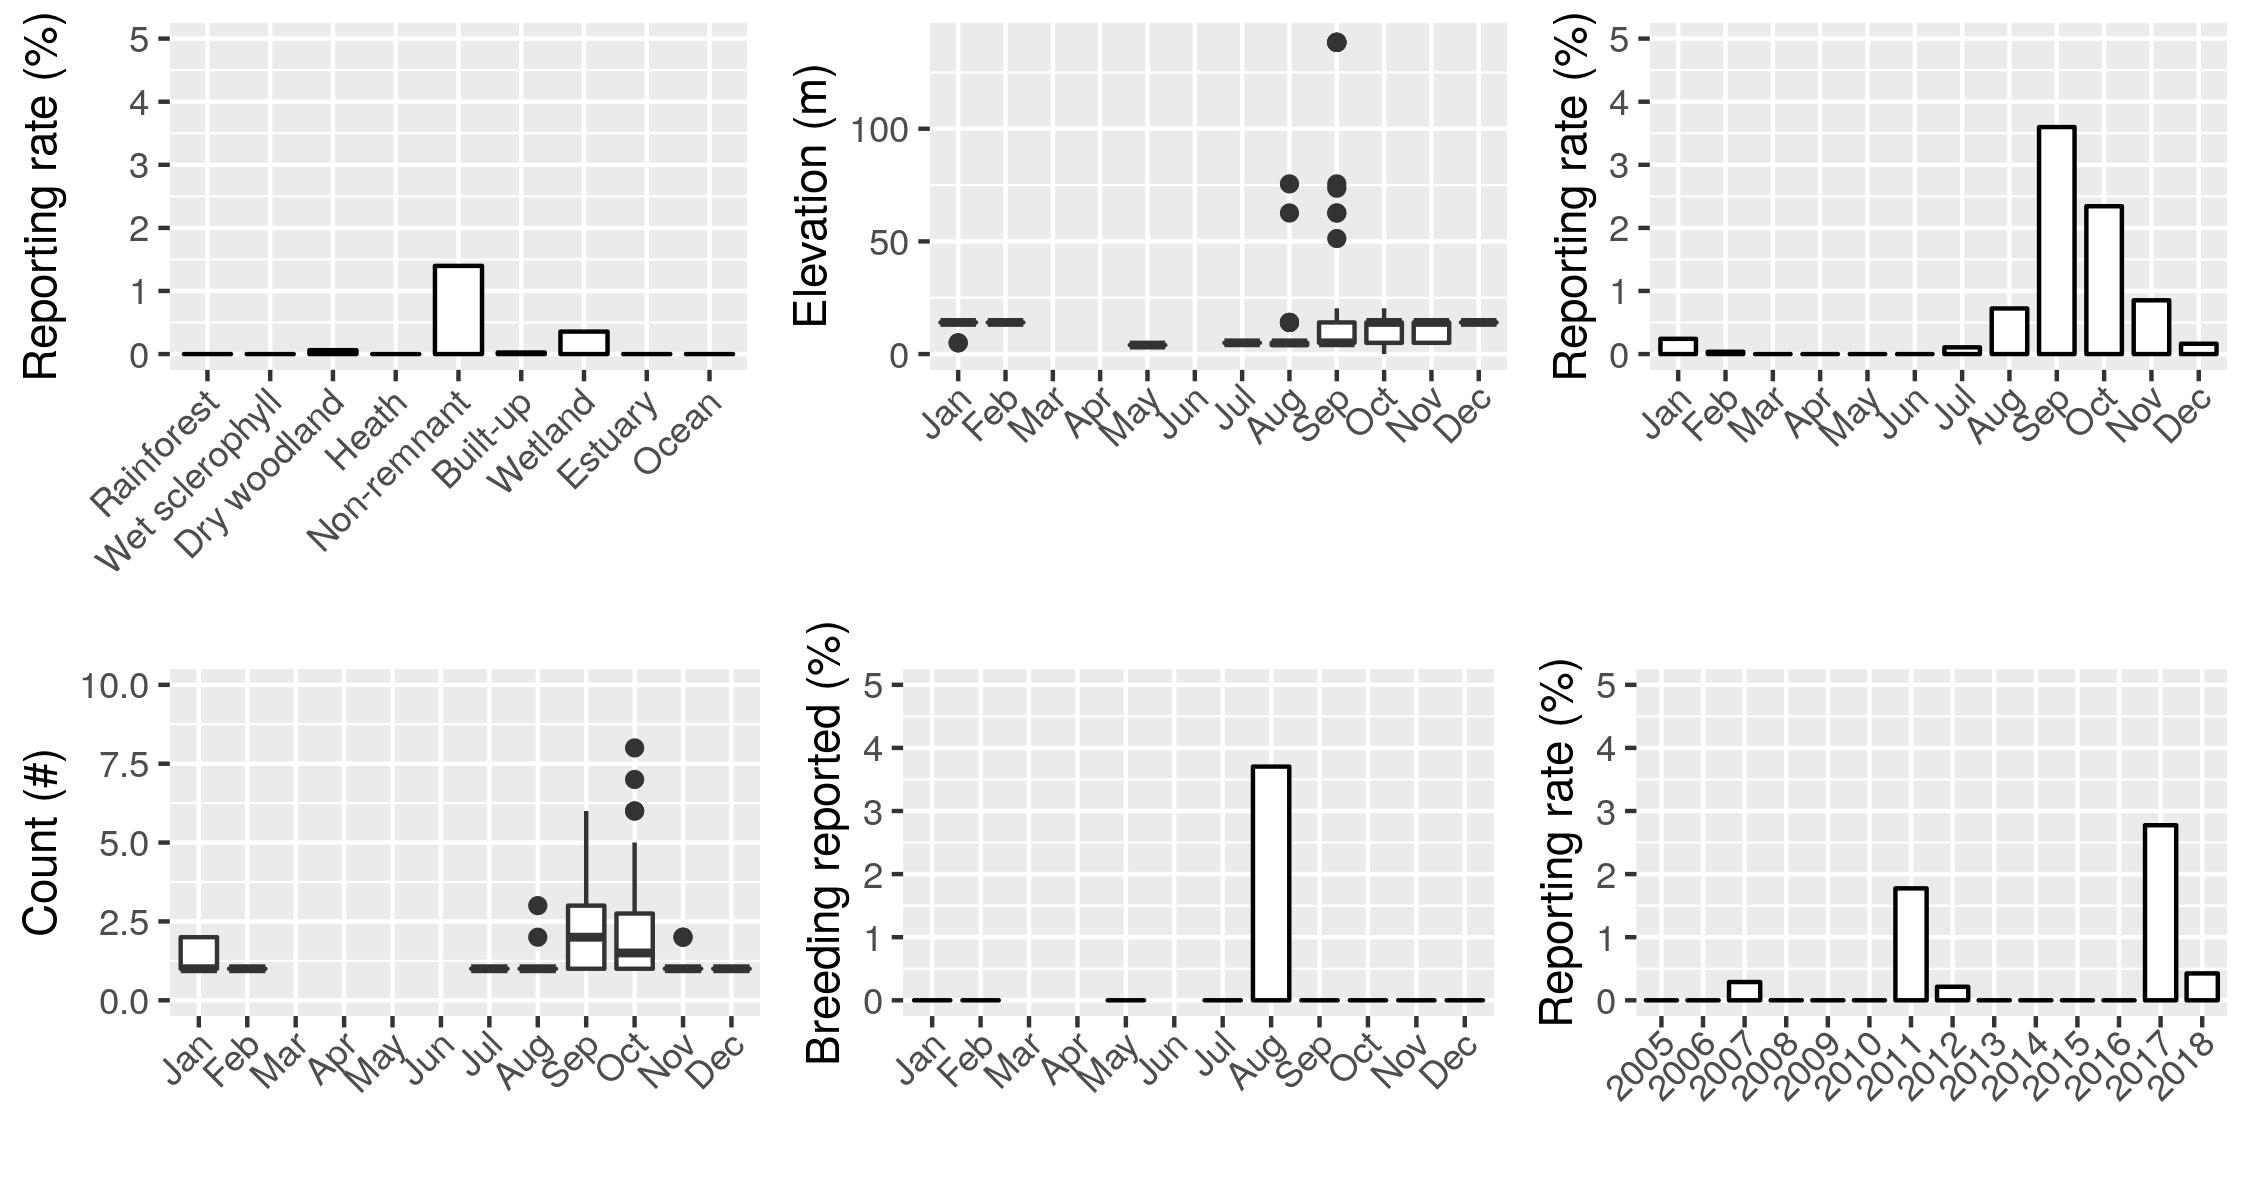 Reporting rate (%)
5
4
3
2
1
0
Rainforest
Wet sclerophyll
Dry woodland
Heath
Non-remnant
Built-up
Wetland
Estuary
Ocean
Elevation (m)
100
50
0
Jan
Feb
Mar
Apr
May
Jun
Jul
Aug
Sep
Oct
Nov
Dec
Reporting rate (%)
5
4
3
2
1
0
Jan
Feb
Mar
Apr
May
Jun
Jul
Aug
Sep
Oct
Nov
Dec
Count (#)
10.0
7.5
5.0
2.5
0.0
Jan
Feb
Mar
Apr
May
Jun
Jul
Aug
Sep
Oct
Nov
Dec
Breeding reported (%)
5
4
3
2
1
0
Jan
Feb
Mar
Apr
May
Jun
Jul
Aug
Sep
Oct
Nov
Dec
Reporting rate (%)
5
4
3
2
1
0
2005
2006
2007
2008
2009
2010
2011
2012
2013
2014
2015
2016
2017
2018